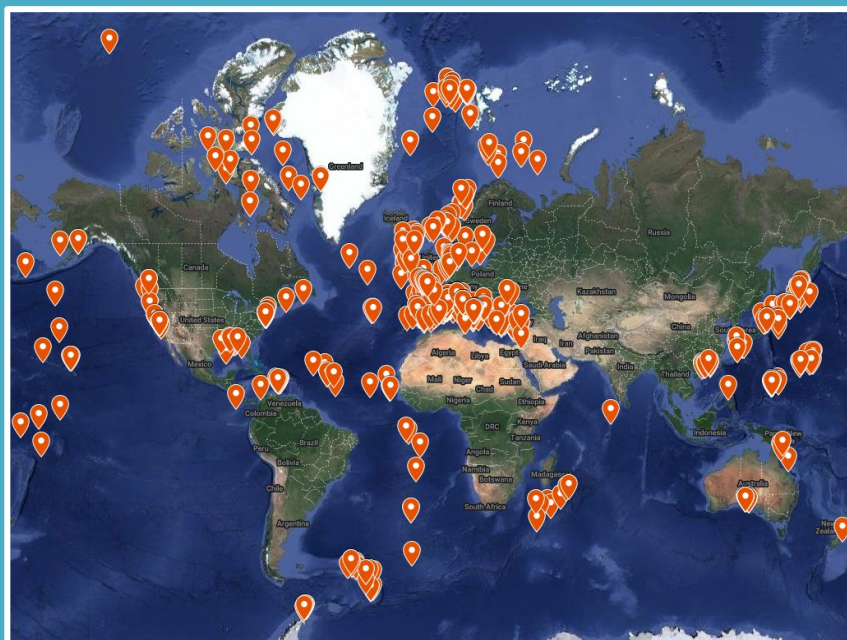 Greenland
Iceland
Finland
Sweden
Russia
Canada
Poland
Kazakhstan
Mongolia
United States
China
Iraq
Iran
Afghanistan
Pakistan
Mexico
Algeria
Libya
Egypt
Saudi Arabia
India
Thailand
Mali
Niger
Chad
Sudan
Nigeria
Ethiopia
Venezuela
Colombia
Kenya
DRC
Tanzania
Indonesia
Peru
Brazil
Bolivia
Angola
Namibia
Botswana
Madagascar
Chile
South Africa
Australia
Argentina